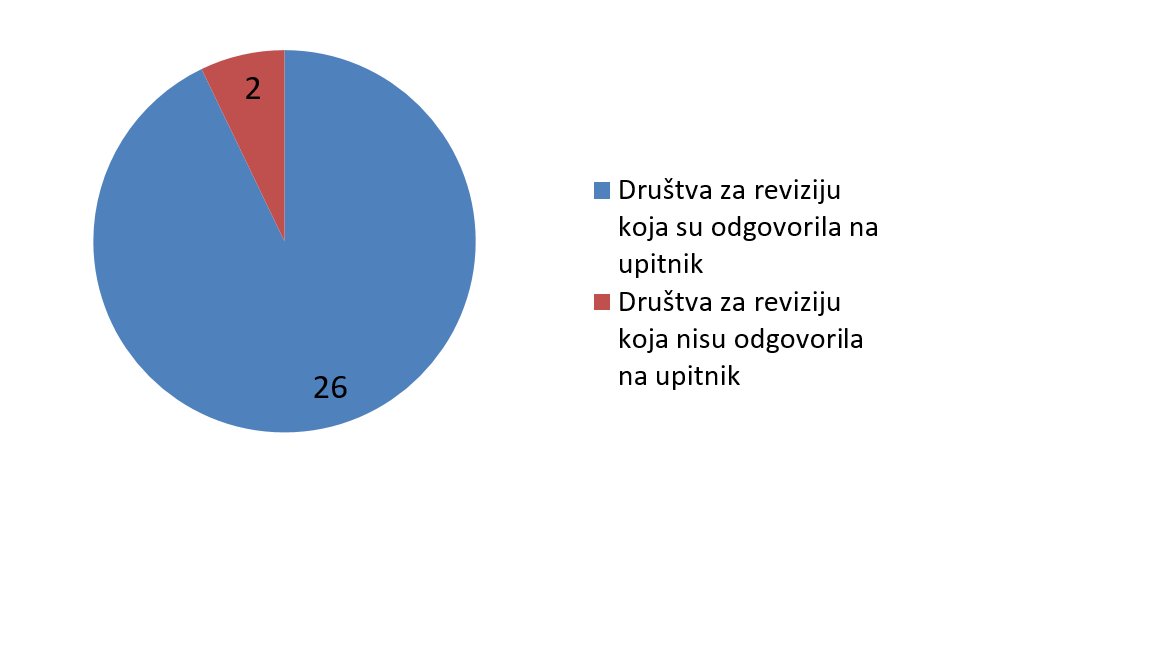 2
26
Društva za reviziju
koja su odgovorila na
upitnik
Društva za reviziju
koja nisu odgovorila
na upitnik